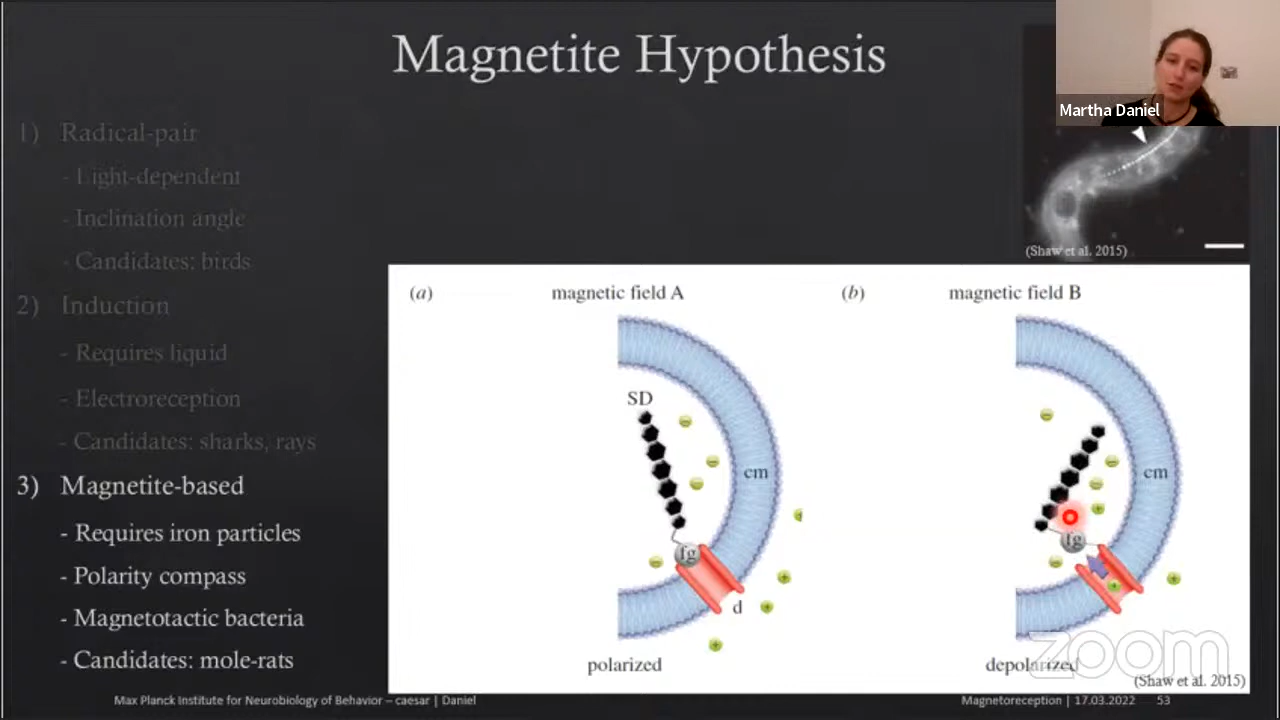 Magnetite Hypothesis
Martha Daniel
1) Radical-pair
- Light-dependent
- Inclination angle
- Candidates: birds
2) Induction
- Requires liquid
- Electroreception
- Candidates: sharks, rays
3) Magnetite-based
- Requires iron particles
- Polarity compass
- Magnetotactic bacteria
- Candidates: mole-rats
(Shaw et al. 2015)
(a) magnetic field A
SD
cm
fg
d
polarized
(b) magnetic field B
cm
fg
depolarized
zoom
(Shaw et al. 2015)
Max Planck Institute for Neurobiology of Behavior – caesar | Daniel
Magnetoreception | 17.03.2022 53